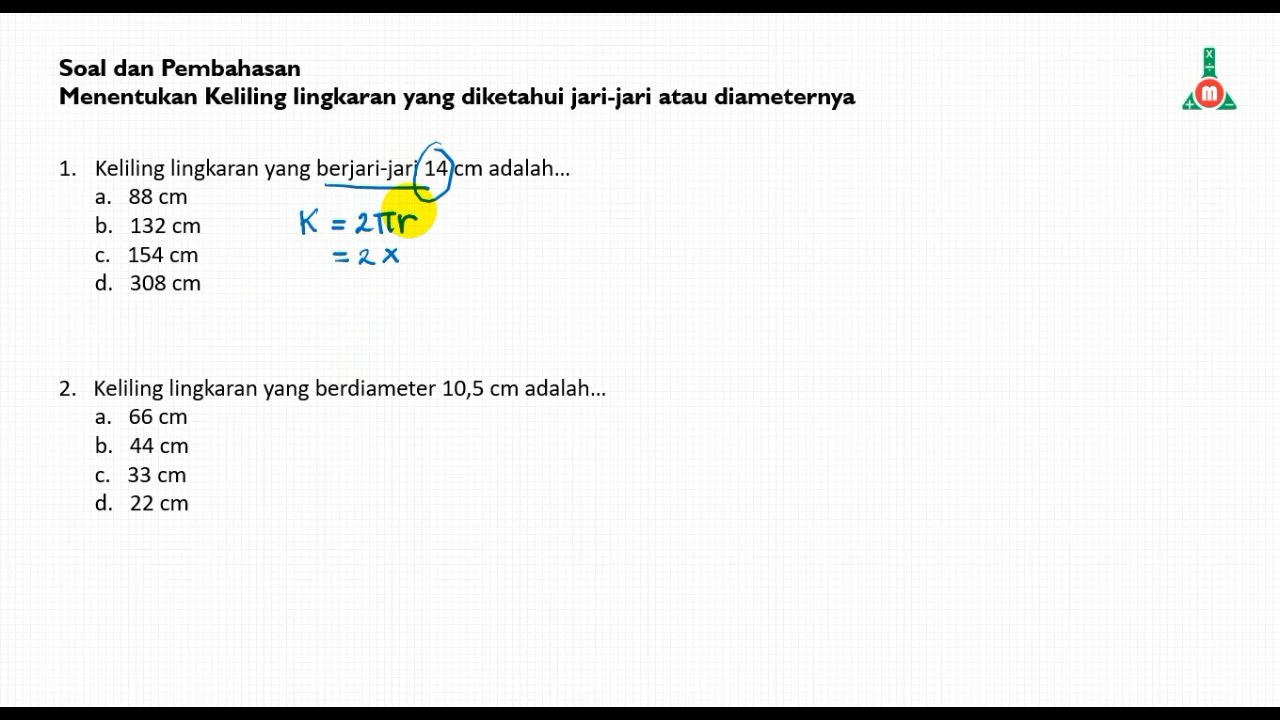 Soal dan Pembahasan
Menentukan Keliling lingkaran yang diketahui jari-jari atau diameternya
1. Keliling lingkaran yang berjari-jari 14 cm adalah...
a. 88 cm
b. 132 cm
K = 2πr
c. 154 cm
= 2 x
d. 308 cm
2. Keliling lingkaran yang berdiameter 10,5 cm adalah...
a. 66 cm
b. 44 cm
c. 33 cm
d. 22 cm
x
÷
+ m −